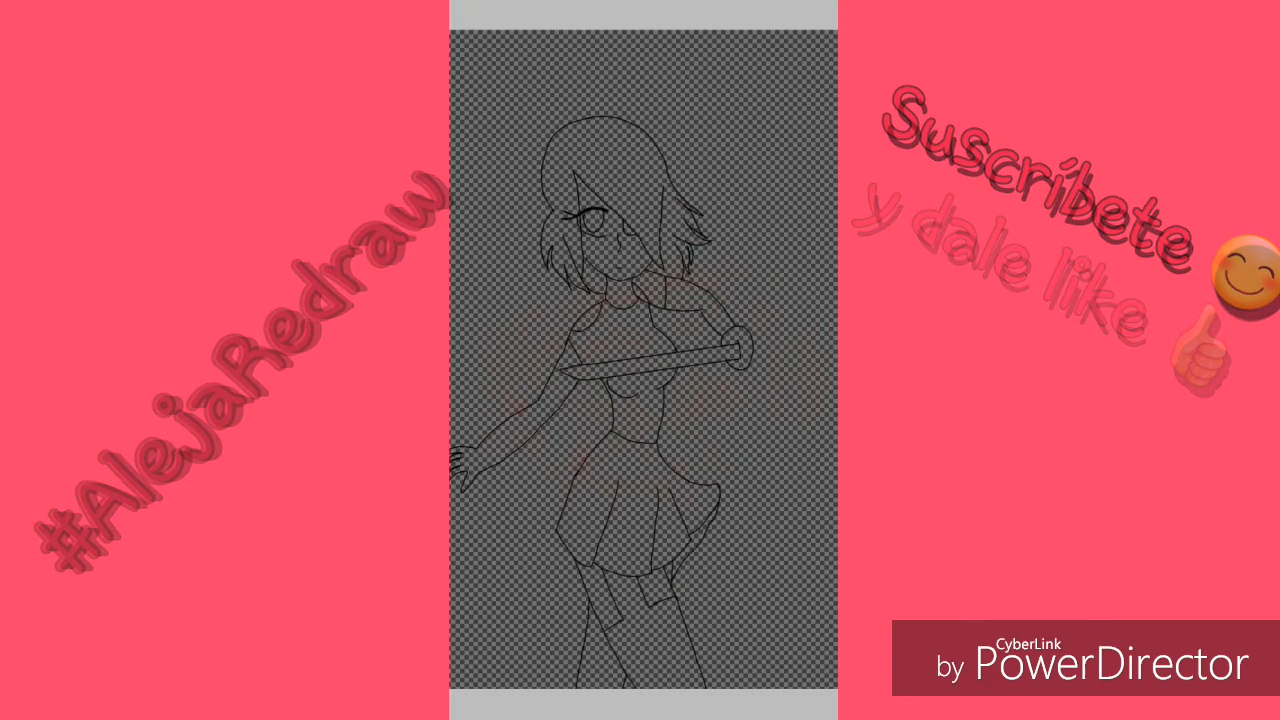 #AlejaRedraw
Suscríbete
y dale like
CyberLink
by PowerDirector